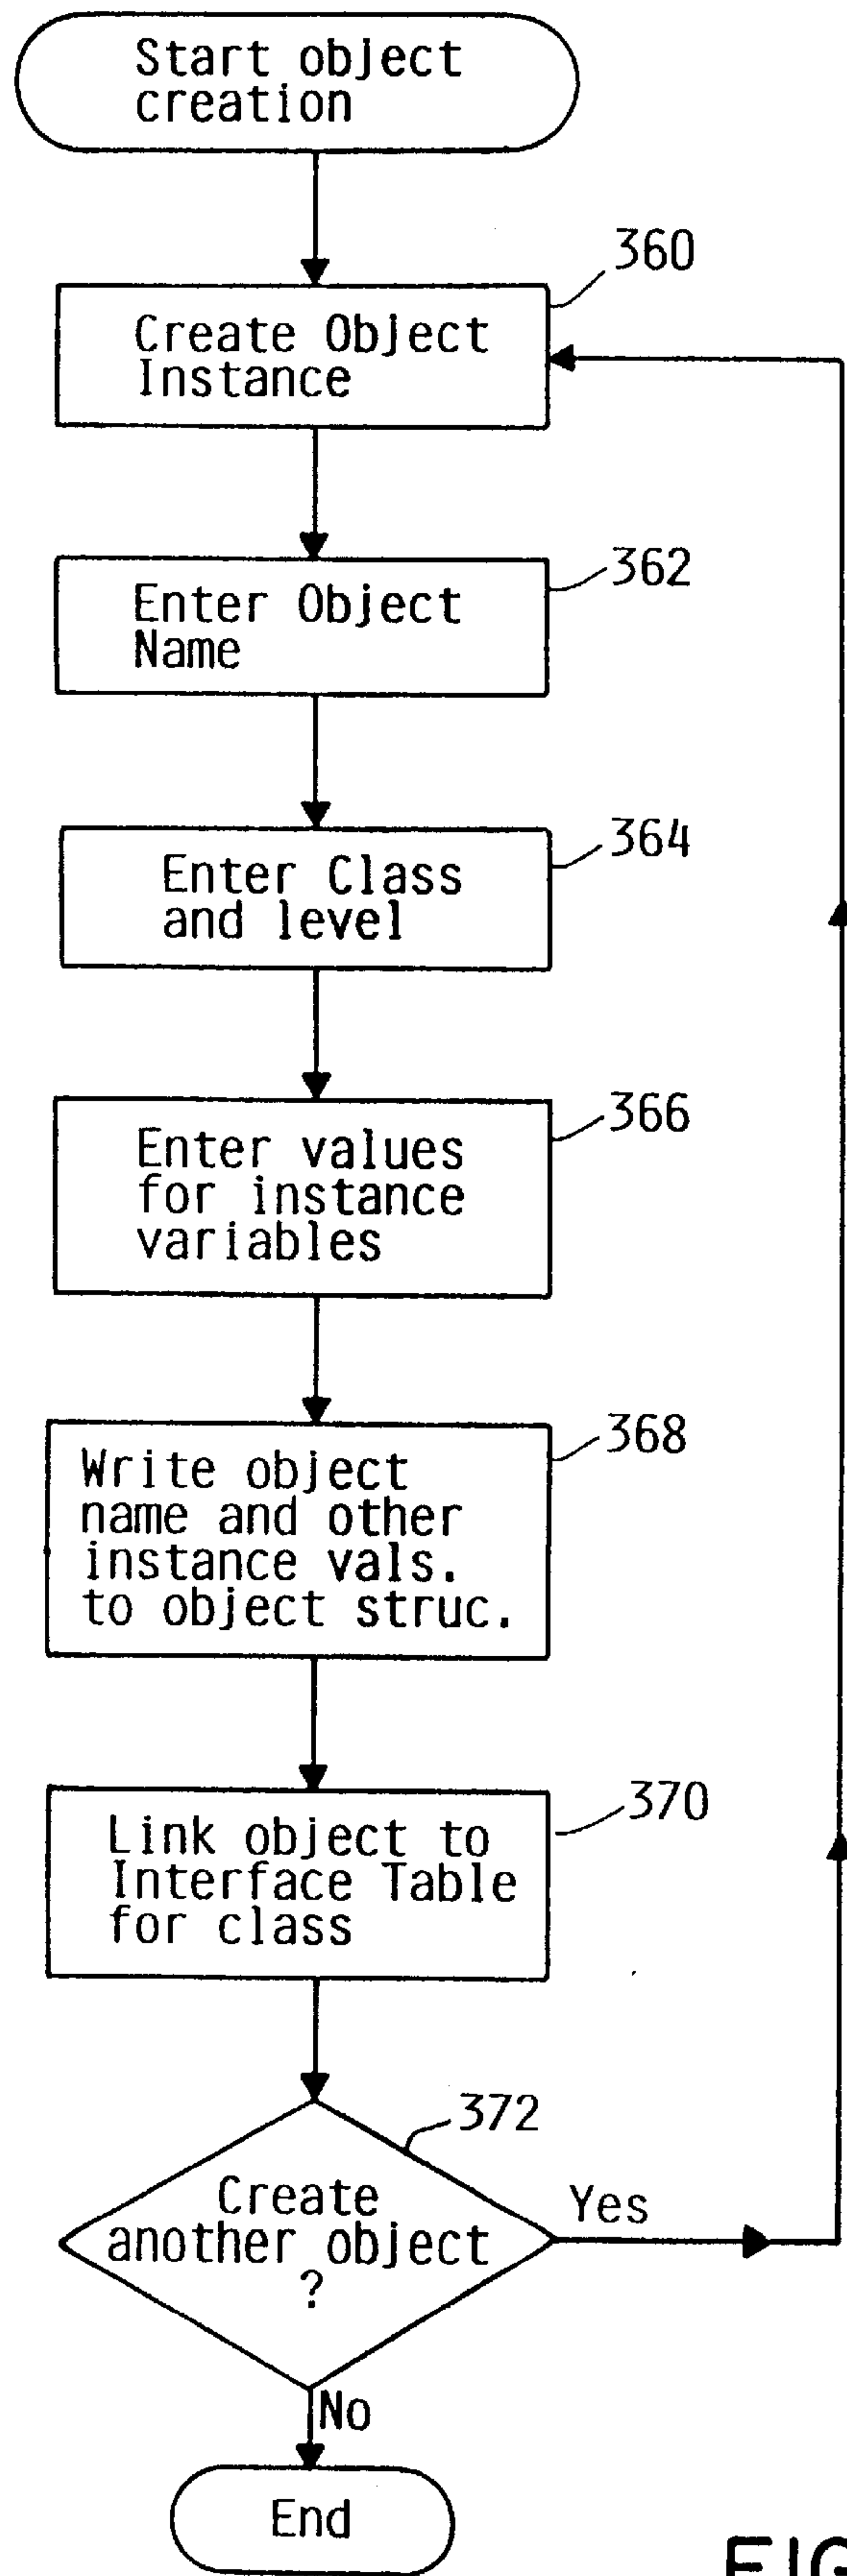 Start object
creation
360
Create Object
Instance
362
Enter Object
Name
364
Enter Class
and level
366
Enter values
for instance
variables
368
Write object
name and other
instance vals.
to object struc.
370
Link object to
Interface Table
for class
372
Create
another object
?
Yes
No
End